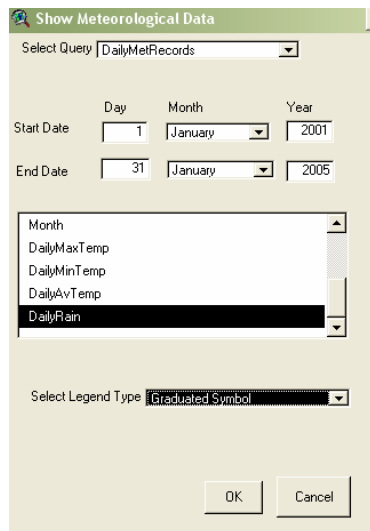 Show Meteorological Data
Select Query DailyMetRecords
Day Month Year
Start Date 1 January 2001
End Date 31 January 2005
Month
DailyMaxTemp
DailyMinTemp
DailyAvTemp
DailyRain
Select Legend Type Graduated Symbol
OK Cancel